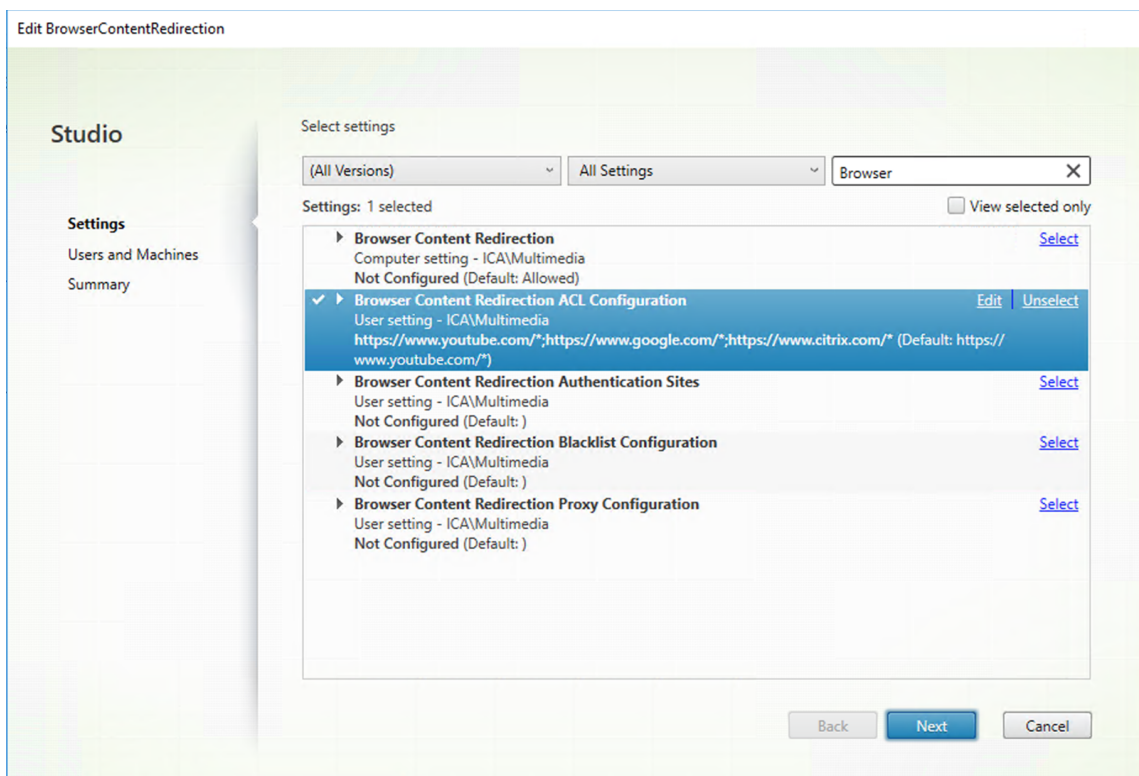 Edit BrowserContentRedirection
Studio
Settings
Users and Machines
Summary
Select settings
(All Versions)
All Settings
Browser
Settings: 1 selected
View selected only
Browser Content Redirection
Select
Computer setting - ICA\Multimedia
Not Configured (Default: Allowed)
Browser Content Redirection ACL Configuration
Edit
Unselect
User setting - ICA\Multimedia
https://www.youtube.com/*;https://www.google.com/*;https://www.citrix.com/* (Default: https://
www.youtube.com/*)
Browser Content Redirection Authentication Sites
Select
User setting - ICA\Multimedia
Not Configured (Default: )
Browser Content Redirection Blacklist Configuration
Select
User setting - ICA\Multimedia
Not Configured (Default: )
Browser Content Redirection Proxy Configuration
Select
User setting - ICA\Multimedia
Not Configured (Default: )
Back
Next
Cancel